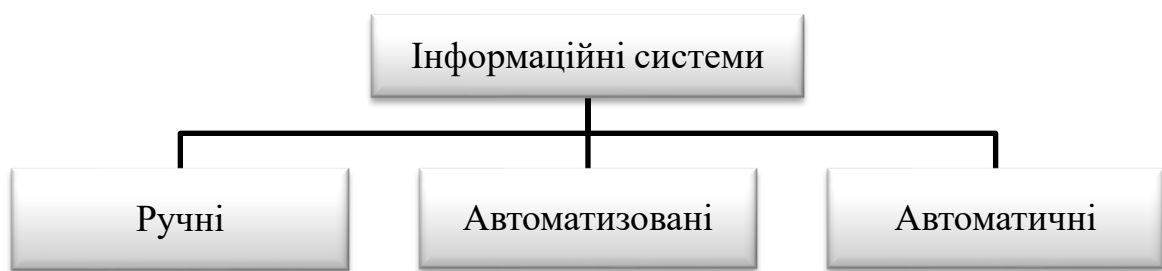 Інформаційні системи
Ручні
Автоматизовані
Автоматичні